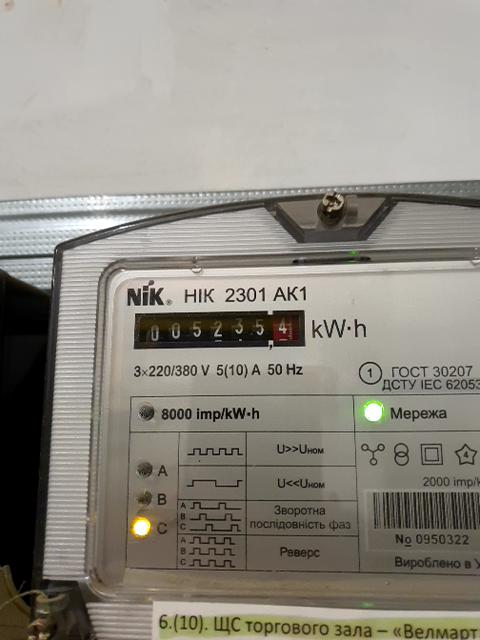 NiK® НІК 2301 АК1
0052354 kW·h
3×220/380 V 5(10) A 50 Hz
1 ГОСТ 30207
ДСТУ IEC 62053
8000 imp/kW·h
Мережа
A
B
C
U>>Uном
U<<Uном
A
B
C
Зворотна
послідовність фаз
A
B
C
Реверс
4
2000 imp/k
№ 0950322
Вироблено в У
6.(10). ЩС торгового зала – «Велмарт